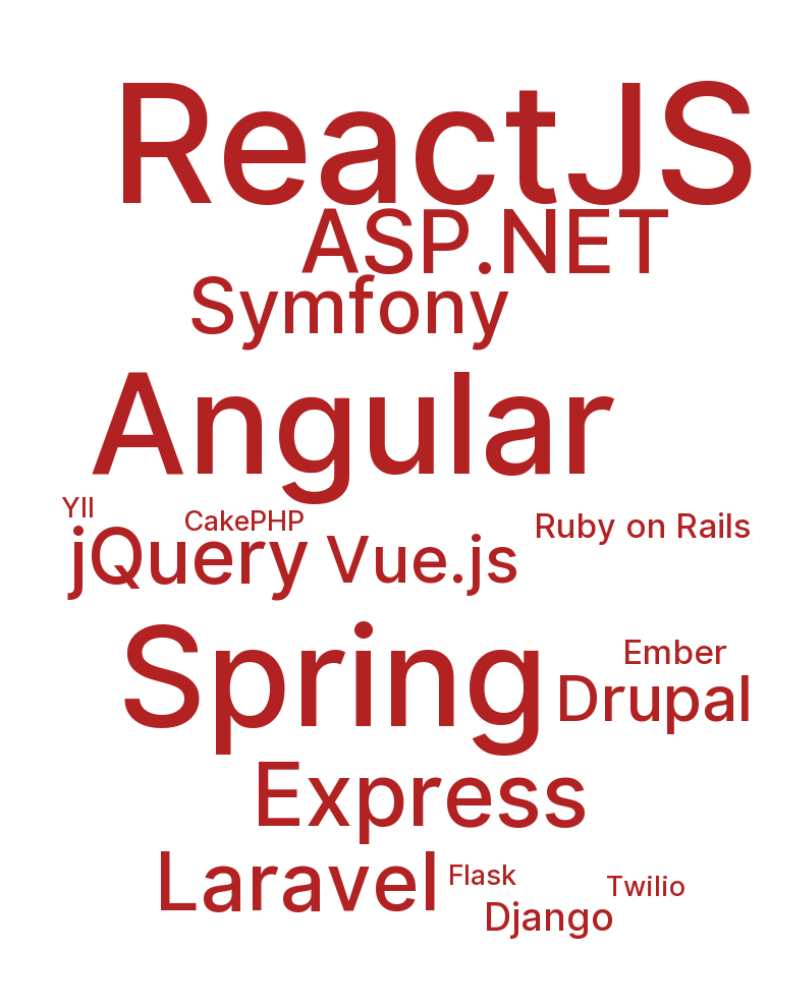 ReactJS
ASP.NET
Symfony
Angular
YII
CakePHP
Ruby on Rails
jQuery
Vue.js
Spring
Ember
Drupal
Express
Laravel
Flask
Twilio
Django